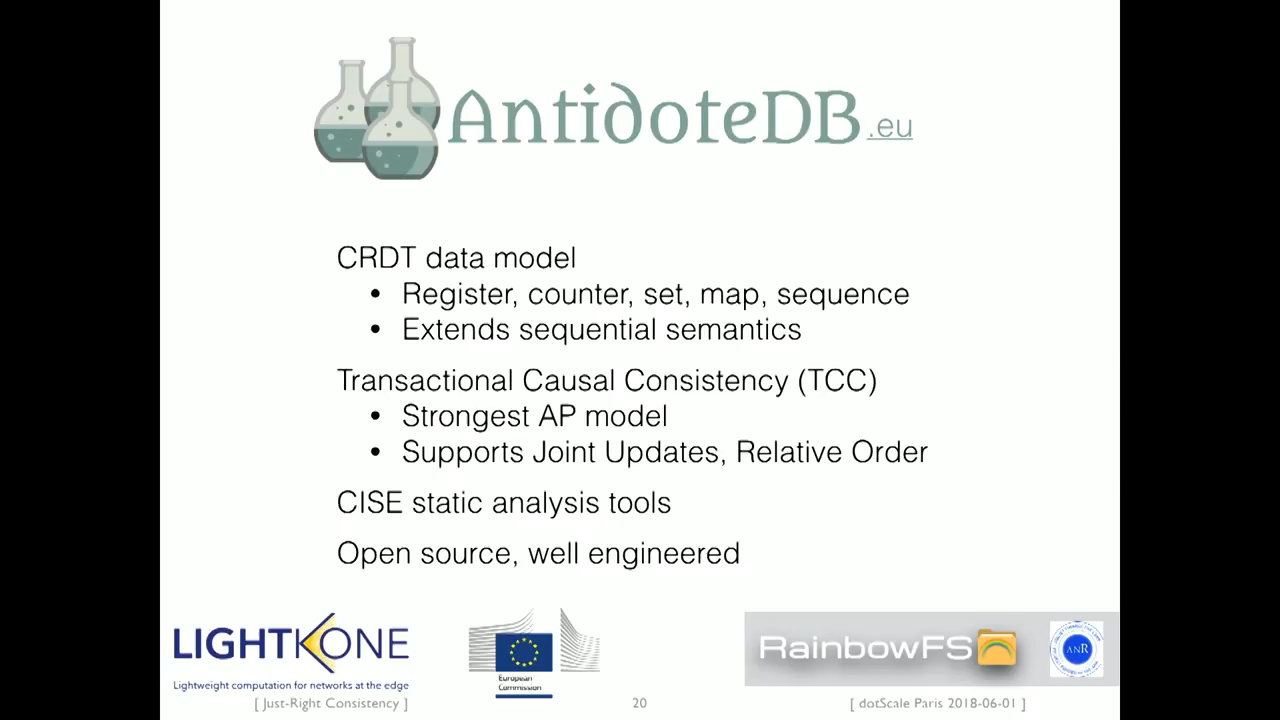 AntidoteDB.eu
CRDT data model
• Register, counter, set, map, sequence
• Extends sequential semantics
Transactional Causal Consistency (TCC)
• Strongest AP model
• Supports Joint Updates, Relative Order
CISE static analysis tools
Open source, well engineered
LIGHTKONE
Lightweight computation for networks at the edge
European
Commission
RainbowFS
ANR
[ Just-Right Consistency ]
20
[ dotScale Paris 2018-06-01 ]